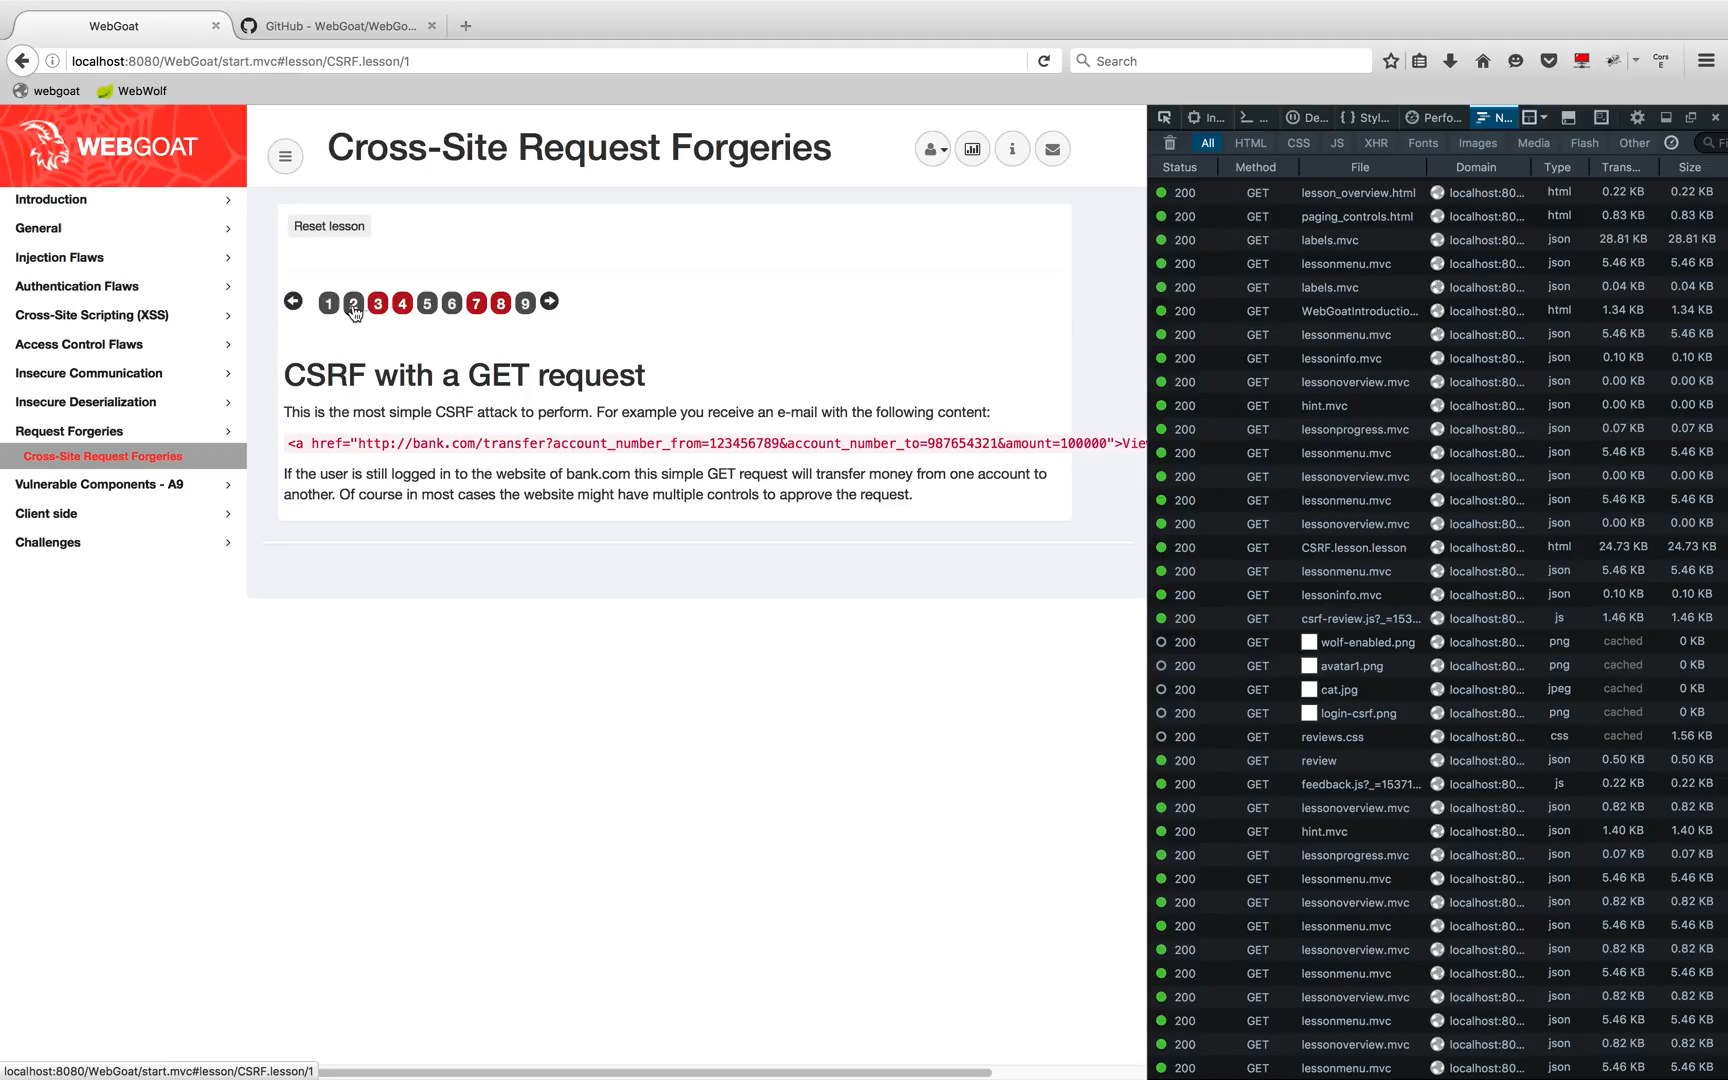 WebGoat
GitHub - WebGoat/WebGo...
localhost:8080/WebGoat/start.mvc#lesson/CSRF.lesson/1
Search
Cors
E
webgoat
WebWolf
WEBGOAT
Introduction
General
Injection Flaws
Authentication Flaws
Cross-Site Scripting (XSS)
Access Control Flaws
Insecure Communication
Insecure Deserialization
Request Forgeries
Cross-Site Request Forgeries
Vulnerable Components - A9
Client side
Challenges
Cross-Site Request Forgeries
Reset lesson
1 2 3 4 5 6 7 8 9
CSRF with a GET request
This is the most simple CSRF attack to perform. For example you receive an e-mail with the following content:
<a href="http://bank.com/transfer?account_number_from=123456789&account_number_to=987654321&amount=100000">Vie
If the user is still logged in to the website of bank.com this simple GET request will transfer money from one account to
another. Of course in most cases the website might have multiple controls to approve the request.
In... ... De... { } Styl... Perfo... N...
All HTML CSS JS XHR Fonts Images Media Flash Other
Status Method File Domain Type Trans... Size
200 GET lesson_overview.html localhost:80... html 0.22 KB 0.22 KB
200 GET paging_controls.html localhost:80... html 0.83 KB 0.83 KB
200 GET labels.mvc localhost:80... json 28.81 KB 28.81 KB
200 GET lessonmenu.mvc localhost:80... json 5.46 KB 5.46 KB
200 GET labels.mvc localhost:80... json 0.04 KB 0.04 KB
200 GET WebGoatIntroductio... localhost:80... html 1.34 KB 1.34 KB
200 GET lessonmenu.mvc localhost:80... json 5.46 KB 5.46 KB
200 GET lessoninfo.mvc localhost:80... json 0.10 KB 0.10 KB
200 GET lessonoverview.mvc localhost:80... json 0.00 KB 0.00 KB
200 GET hint.mvc localhost:80... json 0.00 KB 0.00 KB
200 GET lessonprogress.mvc localhost:80... json 0.07 KB 0.07 KB
200 GET lessonmenu.mvc localhost:80... json 5.46 KB 5.46 KB
200 GET lessonoverview.mvc localhost:80... json 0.00 KB 0.00 KB
200 GET lessonmenu.mvc localhost:80... json 5.46 KB 5.46 KB
200 GET lessonoverview.mvc localhost:80... json 0.00 KB 0.00 KB
200 GET CSRF.lesson.lesson localhost:80... html 24.73 KB 24.73 KB
200 GET lessonmenu.mvc localhost:80... json 5.46 KB 5.46 KB
200 GET lessoninfo.mvc localhost:80... json 0.10 KB 0.10 KB
200 GET csrf-review.js?_=153... localhost:80... js 1.46 KB 1.46 KB
200 GET wolf-enabled.png localhost:80... png cached 0 KB
200 GET avatar1.png localhost:80... png cached 0 KB
200 GET cat.jpg localhost:80... jpeg cached 0 KB
200 GET login-csrf.png localhost:80... png cached 0 KB
200 GET reviews.css localhost:80... css cached 1.56 KB
200 GET review localhost:80... json 0.50 KB 0.50 KB
200 GET feedback.js?_=15371... localhost:80... js 0.22 KB 0.22 KB
200 GET lessonoverview.mvc localhost:80... json 0.82 KB 0.82 KB
200 GET hint.mvc localhost:80... json 1.40 KB 1.40 KB
200 GET lessonprogress.mvc localhost:80... json 0.07 KB 0.07 KB
200 GET lessonmenu.mvc localhost:80... json 5.46 KB 5.46 KB
200 GET lessonoverview.mvc localhost:80... json 0.82 KB 0.82 KB
200 GET lessonmenu.mvc localhost:80... json 5.46 KB 5.46 KB
200 GET lessonoverview.mvc localhost:80... json 0.82 KB 0.82 KB
200 GET lessonmenu.mvc localhost:80... json 5.46 KB 5.46 KB
200 GET lessonoverview.mvc localhost:80... json 0.82 KB 0.82 KB
200 GET lessonmenu.mvc localhost:80... json 5.46 KB 5.46 KB
200 GET lessonoverview.mvc localhost:80... json 0.82 KB 0.82 KB
200 GET lessonmenu.mvc localhost:80... json 5.46 KB 5.46 KB
localhost:8080/WebGoat/start.mvc#lesson/CSRF.lesson/1